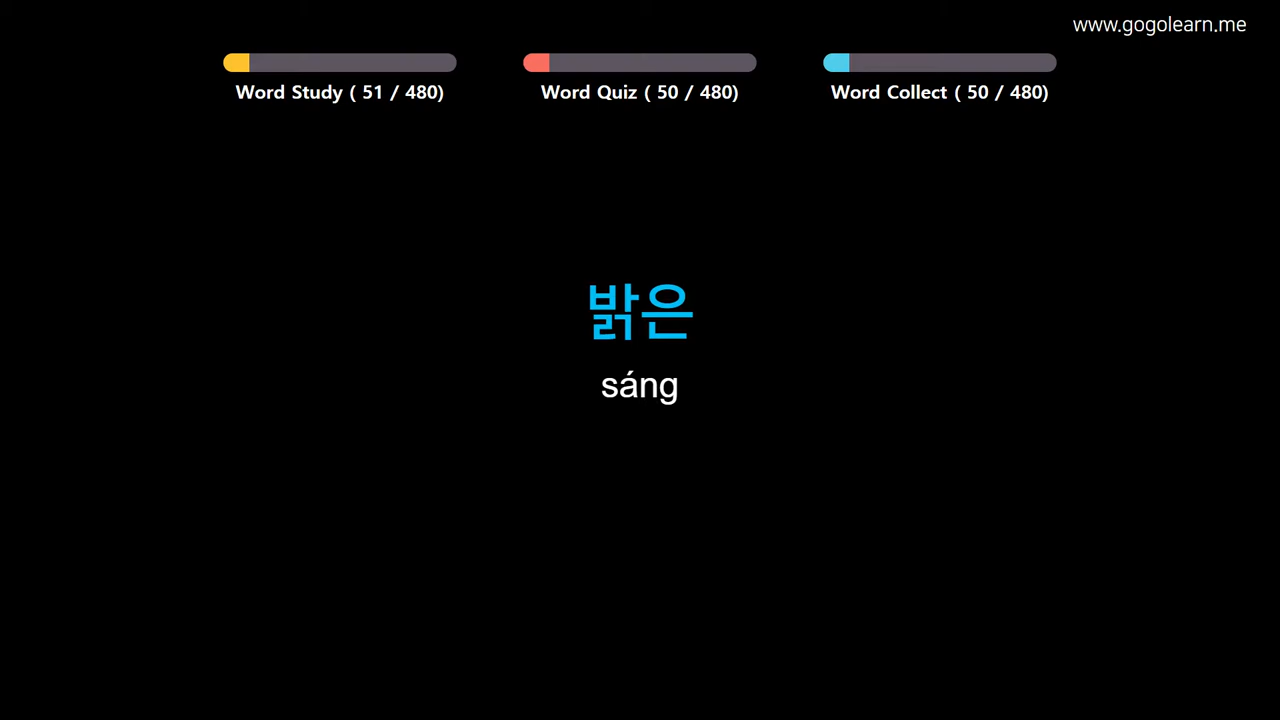 www.gogolearn.me
Word Study ( 51 / 480)
Word Quiz ( 50 / 480)
Word Collect ( 50 / 480)
밝은
sáng